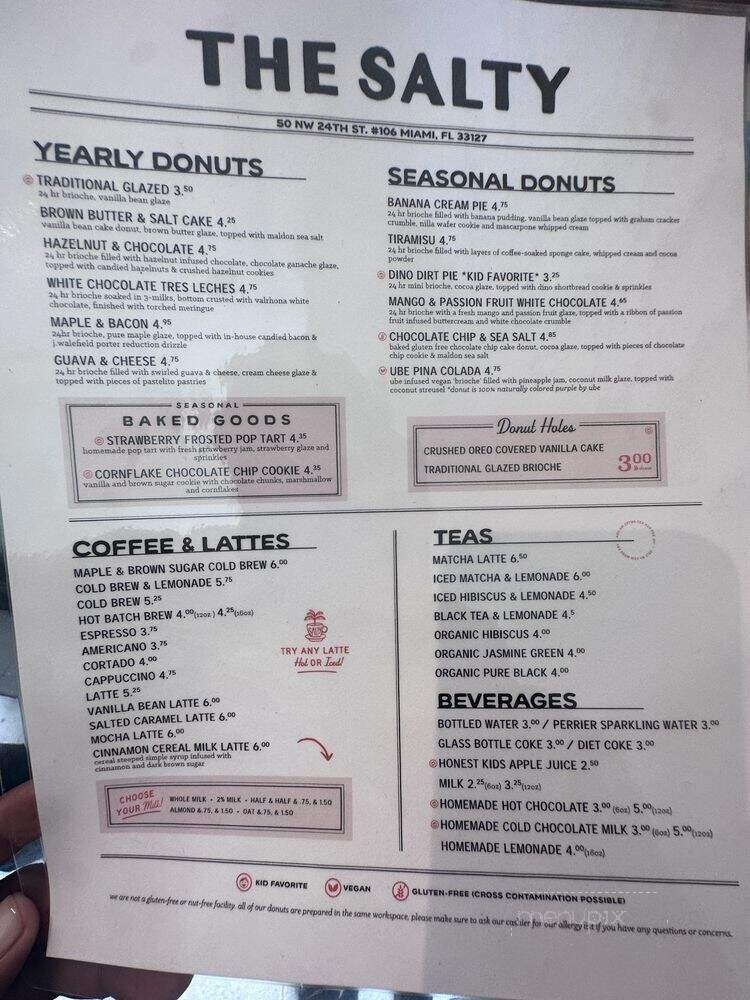 THE SALTY
50 NW 24TH ST. #106 MIAMI, FL 33127
YEARLY DONUTS
TRADITIONAL GLAZED 3.50
24 hr brioche, vanilla bean glaze
BROWN BUTTER & SALT CAKE 4.25
vanilla bean cake donut, brown butter glaze, topped with maldon sea salt
HAZELNUT & CHOCOLATE 4.75
24 hr brioche filled with hazelnut infused chocolate, chocolate ganache glaze,
topped with candied hazelnuts & crushed hazelnut cookies
WHITE CHOCOLATE TRES LECHES 4.75
24 hr brioche soaked in 3-milks, bottom crusted with valrhona white
chocolate, finished with torched meringue
MAPLE & BACON 4.95
24hr brioche, pure maple glaze, topped with in-house candied bacon &
j.wakefield porter reduction drizzle
GUAVA & CHEESE 4.75
24 hr brioche filled with swirled guava & cheese, cream cheese glaze &
topped with pieces of pastelito pastries
SEASONAL
BAKED GOODS
STRAWBERRY FROSTED POP TART 4.35
homemade pop tart with fresh strawberry jam, strawberry glaze and
sprinkles
CORNFLAKE CHOCOLATE CHIP COOKIE 4.35
vanilla and brown sugar cookie with chocolate chunks, marshmallow
and cornflakes
SEASONAL DONUTS
BANANA CREAM PIE 4.75
24 hr brioche filled with banana pudding, vanilla bean glaze topped with graham cracker
crumble, nilla wafer cookie and mascarpone whipped cream
TIRAMISU 4.75
24 hr brioche filled with layers of coffee-soaked sponge cake, whipped cream and cocoa
powder
DINO DIRT PIE *KID FAVORITE* 3.25
24 hr mini brioche, cocoa glaze, topped with dino shortbread cookie & sprinkles
MANGO & PASSION FRUIT WHITE CHOCOLATE 4.65
24 hr brioche with a fresh mango and passion fruit glaze, topped with a ribbon of passion
fruit infused buttercream and white chocolate crumble
CHOCOLATE CHIP & SEA SALT 4.85
baked gluten free chocolate chip cake donut, cocoa glaze, topped with pieces of chocolate
chip cookie & maldon sea salt
UBE PINA COLADA 4.75
ube infused vegan 'brioche' filled with pineapple jam, coconut milk glaze, topped with
coconut streusel *donut is 100% naturally colored purple by ube
Donut Holes
CRUSHED OREO COVERED VANILLA CAKE
TRADITIONAL GLAZED BRIOCHE
3.00
COFFEE & LATTES
MAPLE & BROWN SUGAR COLD BREW 6.00
COLD BREW & LEMONADE 5.75
COLD BREW 5.25
HOT BATCH BREW 4.00(12oz) 4.25(16oz)
ESPRESSO 3.75
AMERICANO 3.75
CORTADO 4.00
CAPPUCCINO 4.75
LATTE 5.25
VANILLA BEAN LATTE 6.00
SALTED CARAMEL LATTE 6.00
MOCHA LATTE 6.00
CINNAMON CEREAL MILK LATTE 6.00
cereal steeped simple syrup infused with
cinnamon and dark brown sugar
SALTY
TRY ANY LATTE
Hot OR Iced!
CHOOSE
YOUR Milk!
WHOLE MILK • 2% MILK • HALF & HALF & .75, & 1.50
ALMOND &.75, & 1.50 • OAT &.75, & 1.50
TEAS
MATCHA LATTE 6.50
ICED MATCHA & LEMONADE 6.00
ICED HIBISCUS & LEMONADE 4.50
BLACK TEA & LEMONADE 4.5
ORGANIC HIBISCUS 4.00
ORGANIC JASMINE GREEN 4.00
ORGANIC PURE BLACK 4.00
BEVERAGES
BOTTLED WATER 3.00 / PERRIER SPARKLING WATER 3.00
GLASS BOTTLE COKE 3.00 / DIET COKE 3.00
HONEST KIDS APPLE JUICE 2.50
MILK 2.25(6oz) 3.25(12oz)
HOMEMADE HOT CHOCOLATE 3.00 (6oz) 5.00(12oz)
HOMEMADE COLD CHOCOLATE MILK 3.00 (6oz) 5.00(12oz)
HOMEMADE LEMONADE 4.00(16oz)
KID FAVORITE VEGAN GLUTEN-FREE (CROSS CONTAMINATION POSSIBLE)
we are not a gluten-free or nut-free facility. all of our donuts are prepared in the same workspace, please make sure to ask our cashier for our allergy if you have any questions or concerns.
menupix